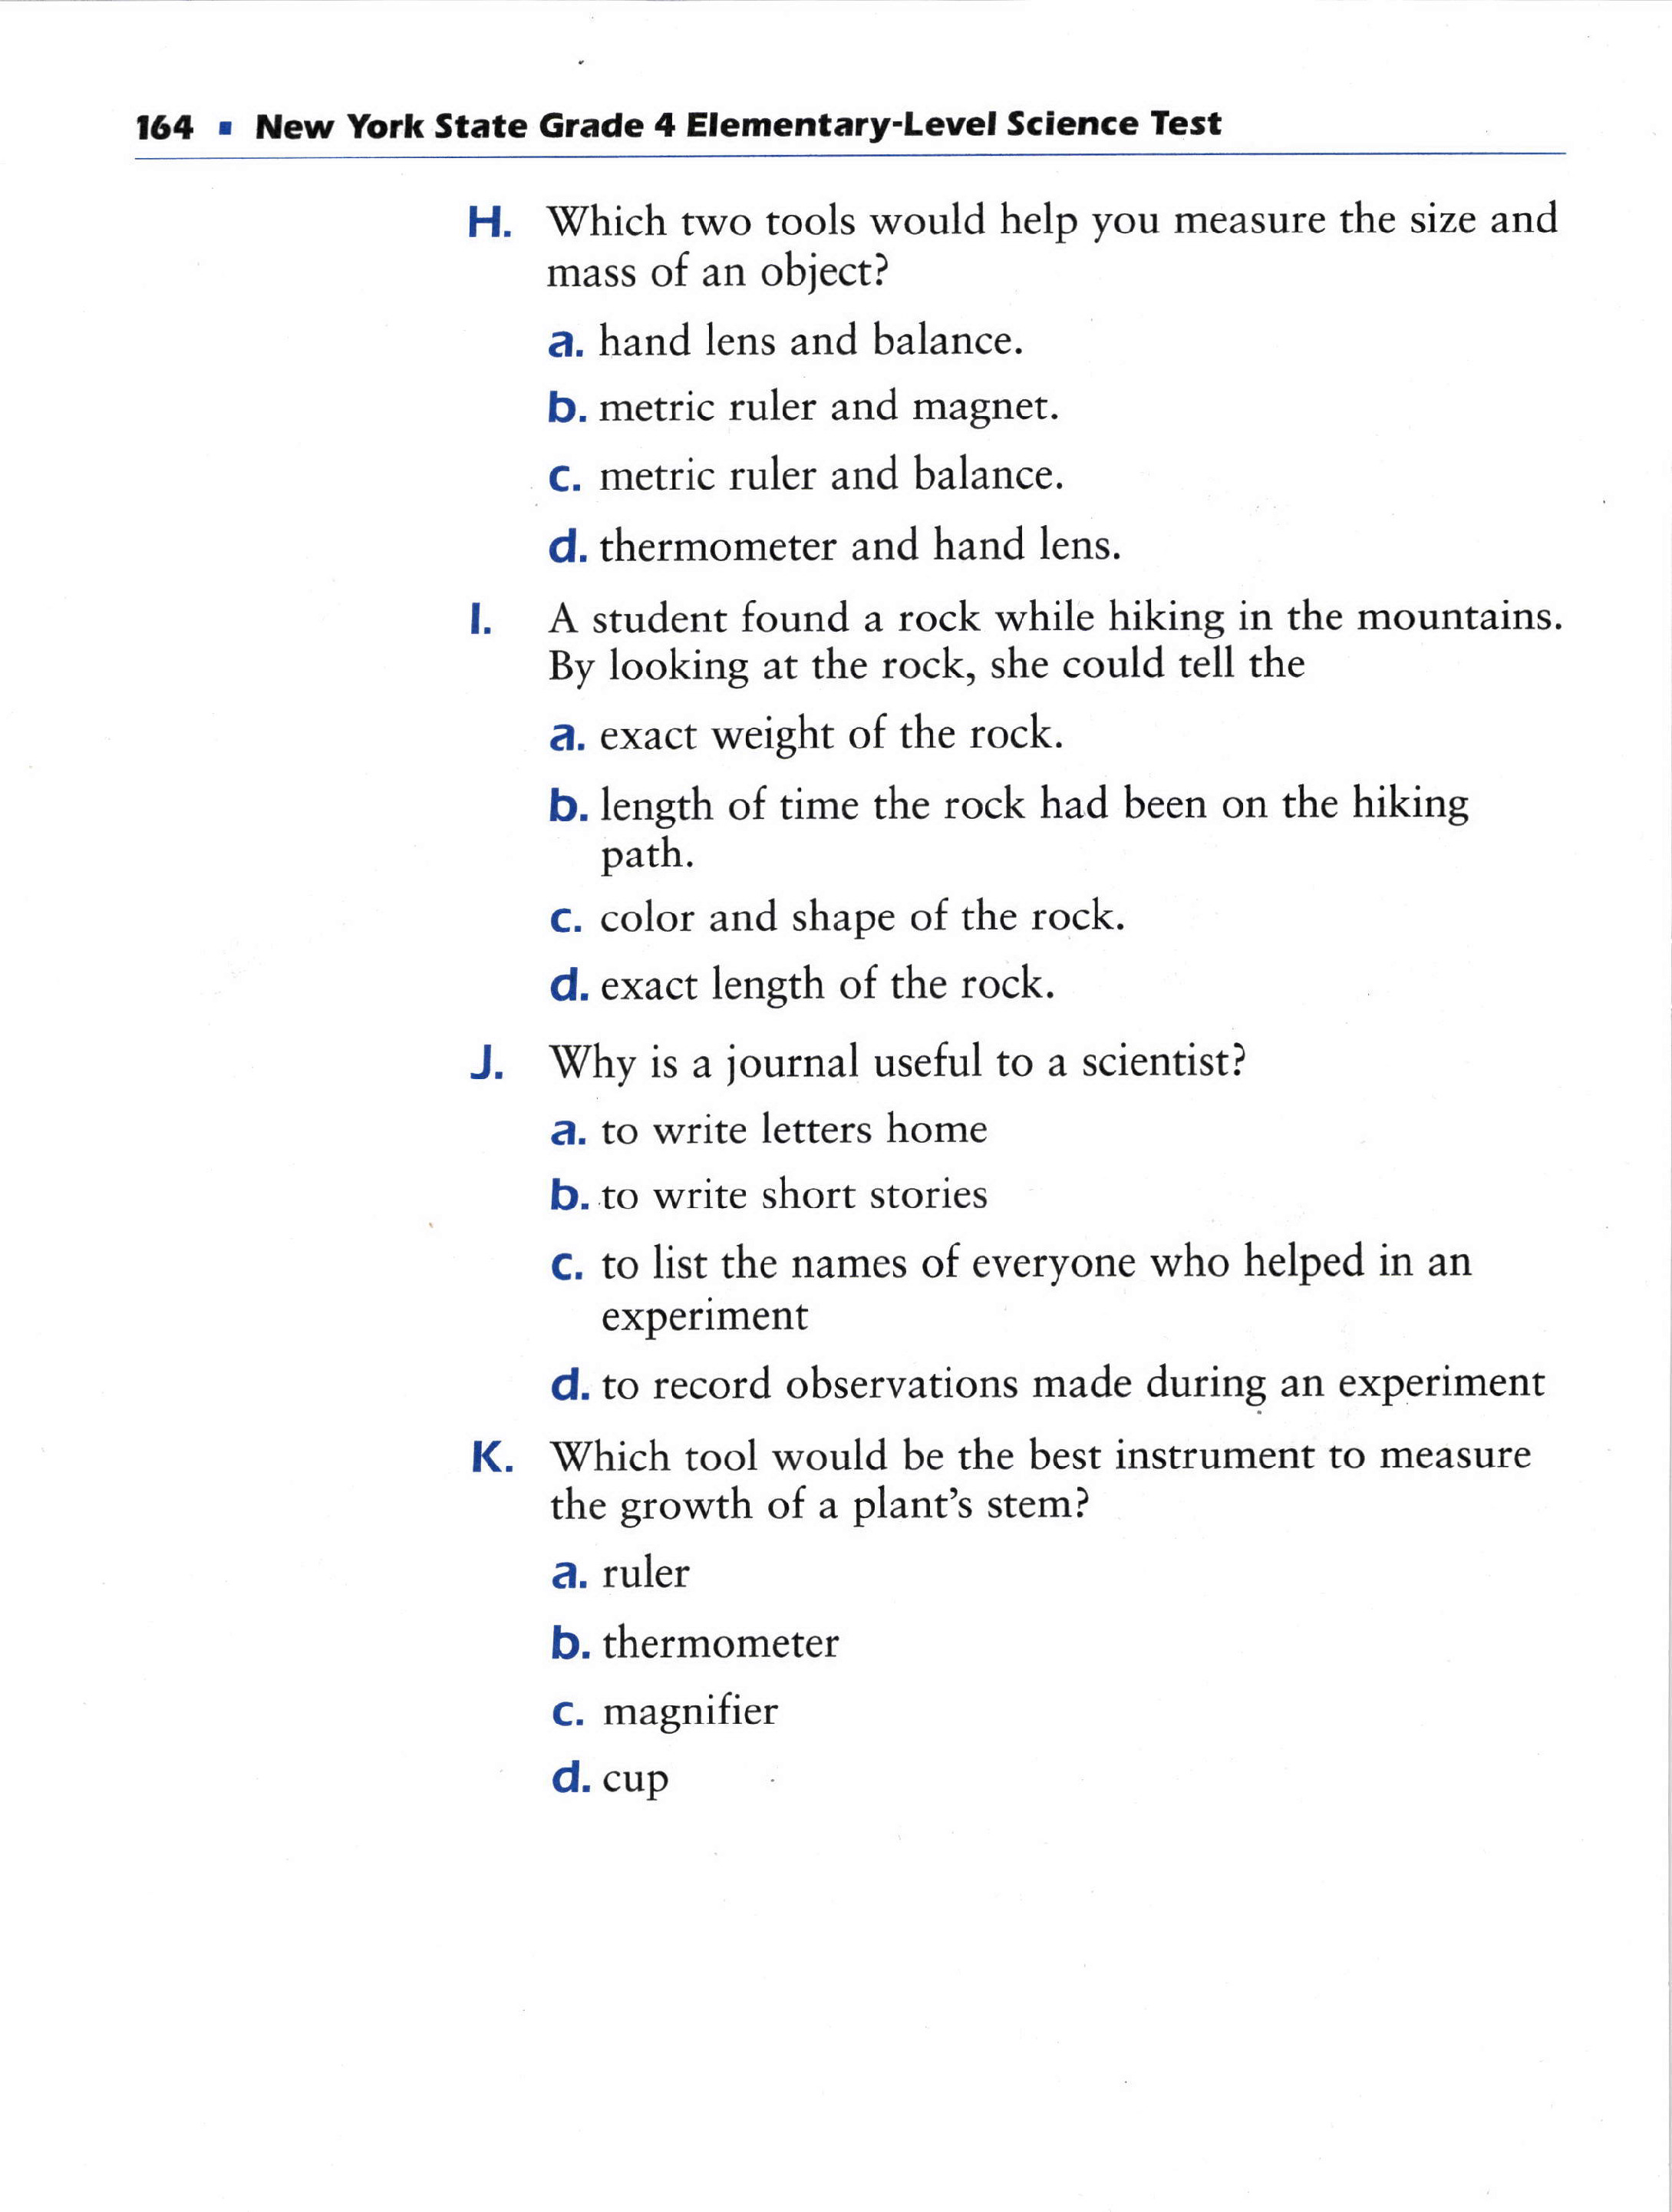 164 ▪ New York State Grade 4 Elementary-Level Science Test
H. Which two tools would help you measure the size and
mass of an object?
a. hand lens and balance.
b. metric ruler and magnet.
c. metric ruler and balance.
d. thermometer and hand lens.
I. A student found a rock while hiking in the mountains.
By looking at the rock, she could tell the
a. exact weight of the rock.
b. length of time the rock had been on the hiking
path.
c. color and shape of the rock.
d. exact length of the rock.
J. Why is a journal useful to a scientist?
a. to write letters home
b. to write short stories
c. to list the names of everyone who helped in an
experiment
d. to record observations made during an experiment
K. Which tool would be the best instrument to measure
the growth of a plant's stem?
a. ruler
b. thermometer
c. magnifier
d. cup